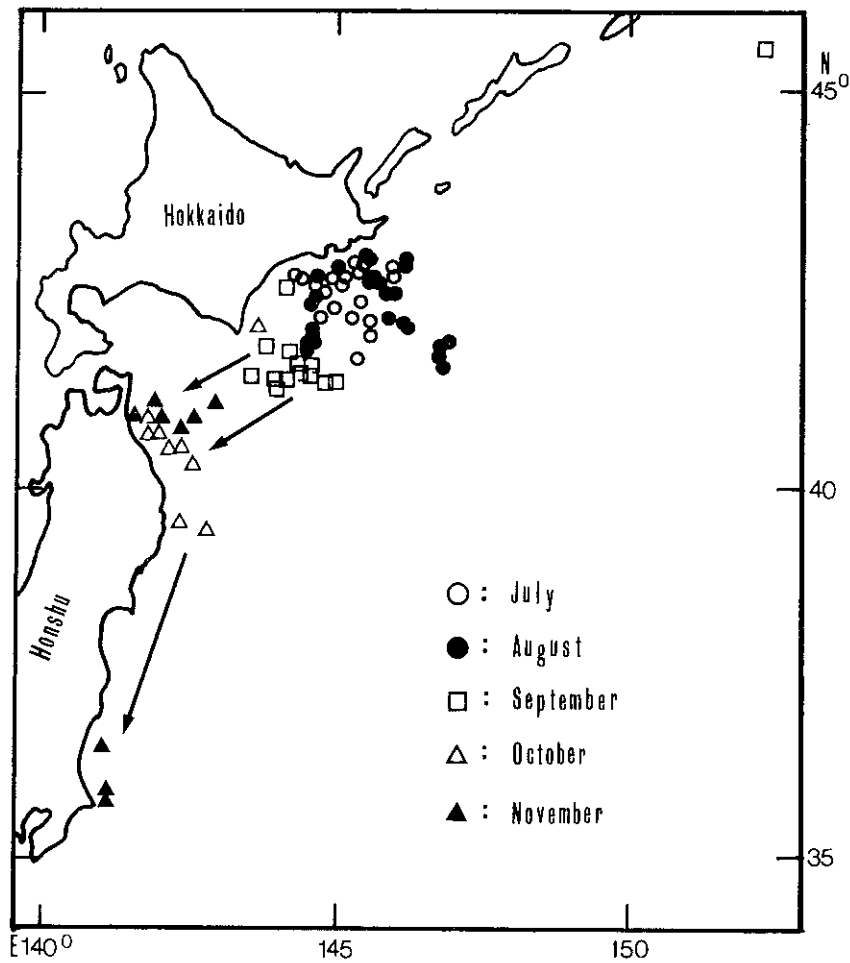 N
45⁰
Hokkaido
40
Honshu
○ : July
● : August
□ : September
△ : October
▲ : November
35
E140⁰ 145 150